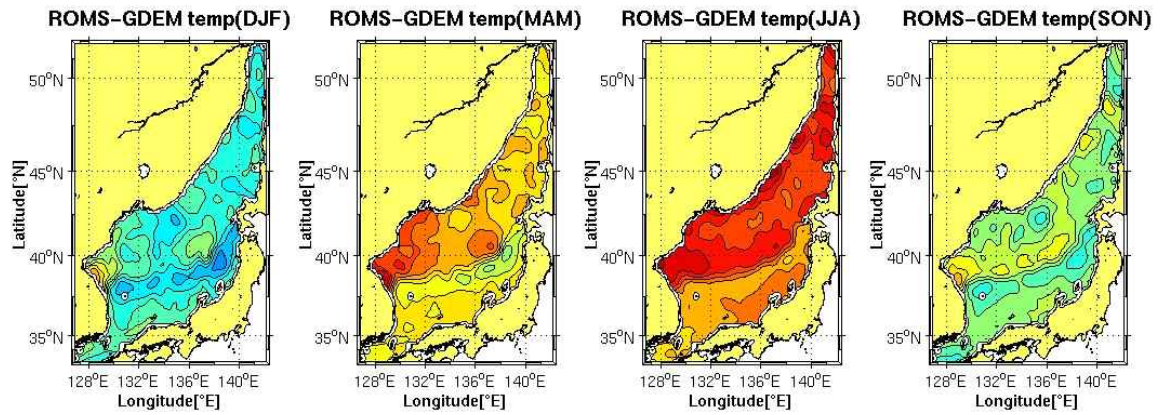 ROMS-GDEM temp(DJF) ROMS-GDEM temp(MAM) ROMS-GDEM temp(JJA) ROMS-GDEM temp(SON)
50°N 50°N 50°N 50°N
45°N 45°N 45°N 45°N
Latitude[°N] Latitude[°N] Latitude[°N] Latitude[°N]
40°N 40°N 40°N 40°N
35°N 35°N 35°N 35°N
128°E 132°E 136°E 140°E 128°E 132°E 136°E 140°E 128°E 132°E 136°E 140°E 128°E 132°E 136°E 140°E
Longitude[°E] Longitude[°E] Longitude[°E] Longitude[°E]